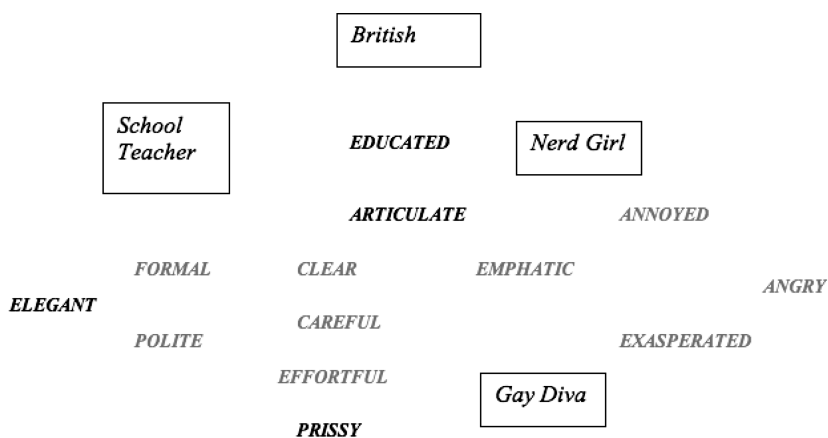 British
School
Teacher
EDUCATED
Nerd Girl
ARTICULATE
ANNOYED
FORMAL
CLEAR
EMPHATIC
ANGRY
ELEGANT
CAREFUL
POLITE
EXASPERATED
EFFORTFUL
Gay Diva
PRISSY